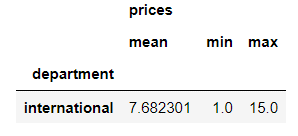 prices
mean min max
department
international 7.682301 1.0 15.0